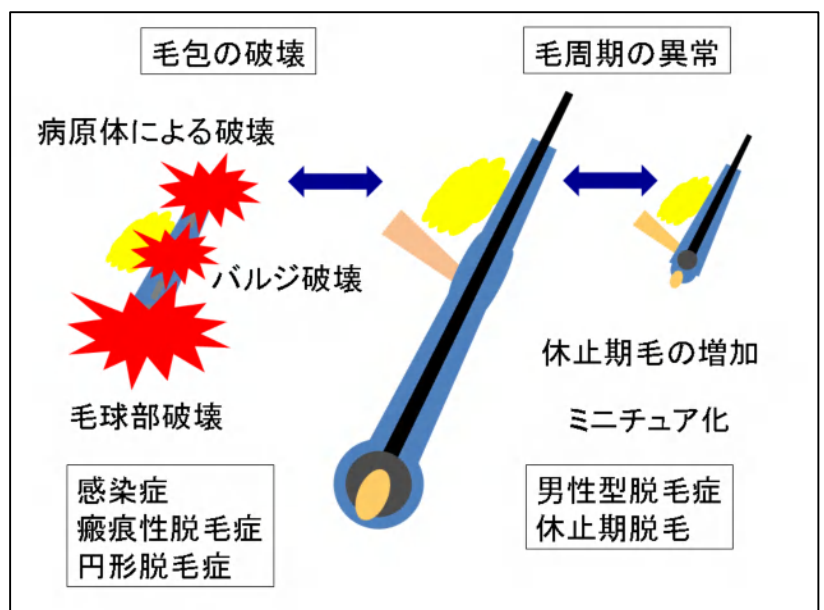 毛包の破壊
毛周期の異常
病原体による破壊
バルジ破壊
毛球部破壊
休止期毛の増加
ミニチュア化
感染症
瘢痕性脱毛症
円形脱毛症
男性型脱毛症
休止期脱毛